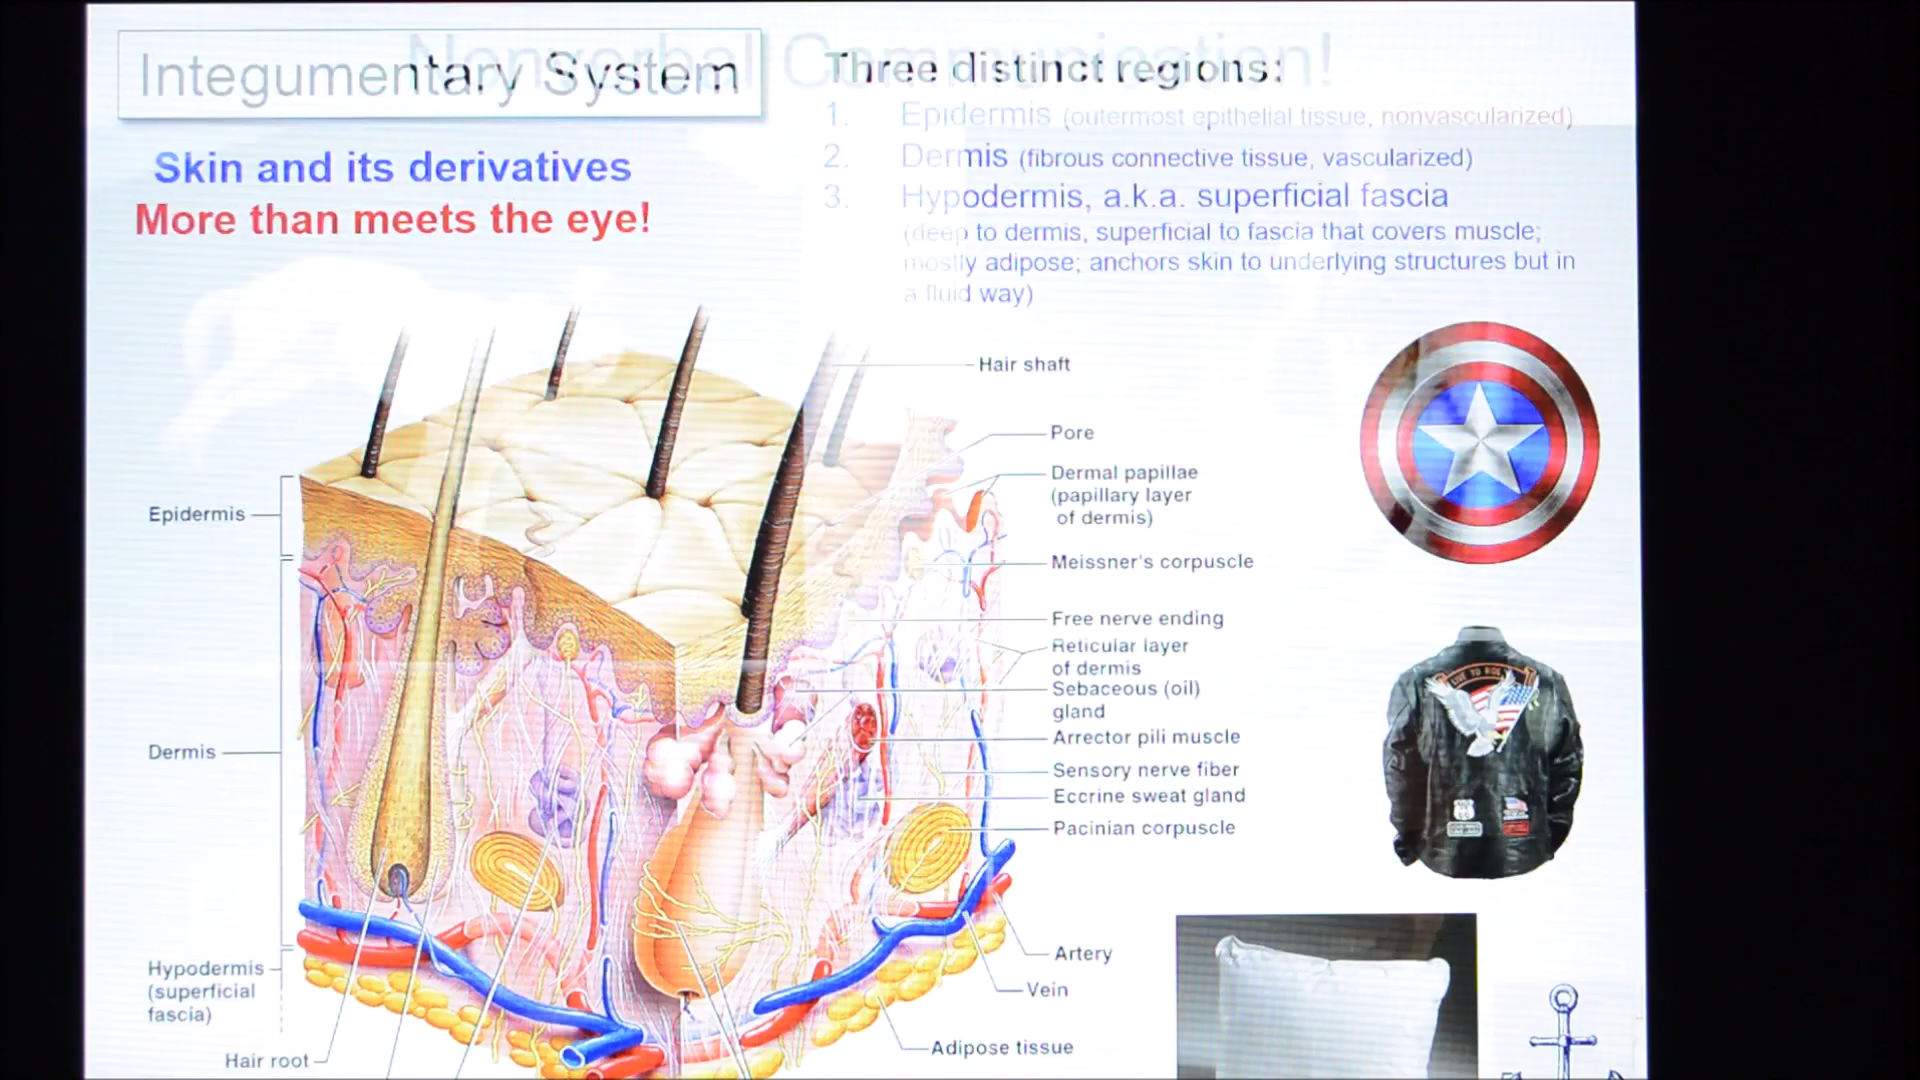 Nonverbal Communication!
Integumentary System
Skin and its derivatives
More than meets the eye!
Three distinct regions:
1. Epidermis (outermost epithelial tissue, nonvascularized)
2. Dermis (fibrous connective tissue, vascularized)
3. Hypodermis, a.k.a. superficial fascia
(deep to dermis, superficial to fascia that covers muscle;
mostly adipose; anchors skin to underlying structures but in
a fluid way)
Hair shaft
Pore
Dermal papillae
(papillary layer
of dermis)
Meissner's corpuscle
Free nerve ending
Reticular layer
of dermis
Sebaceous (oil)
gland
Arrector pili muscle
Sensory nerve fiber
Eccrine sweat gland
Pacinian corpuscle
Artery
Vein
Adipose tissue
Epidermis
Dermis
Hypodermis
(superficial
fascia)
Hair root